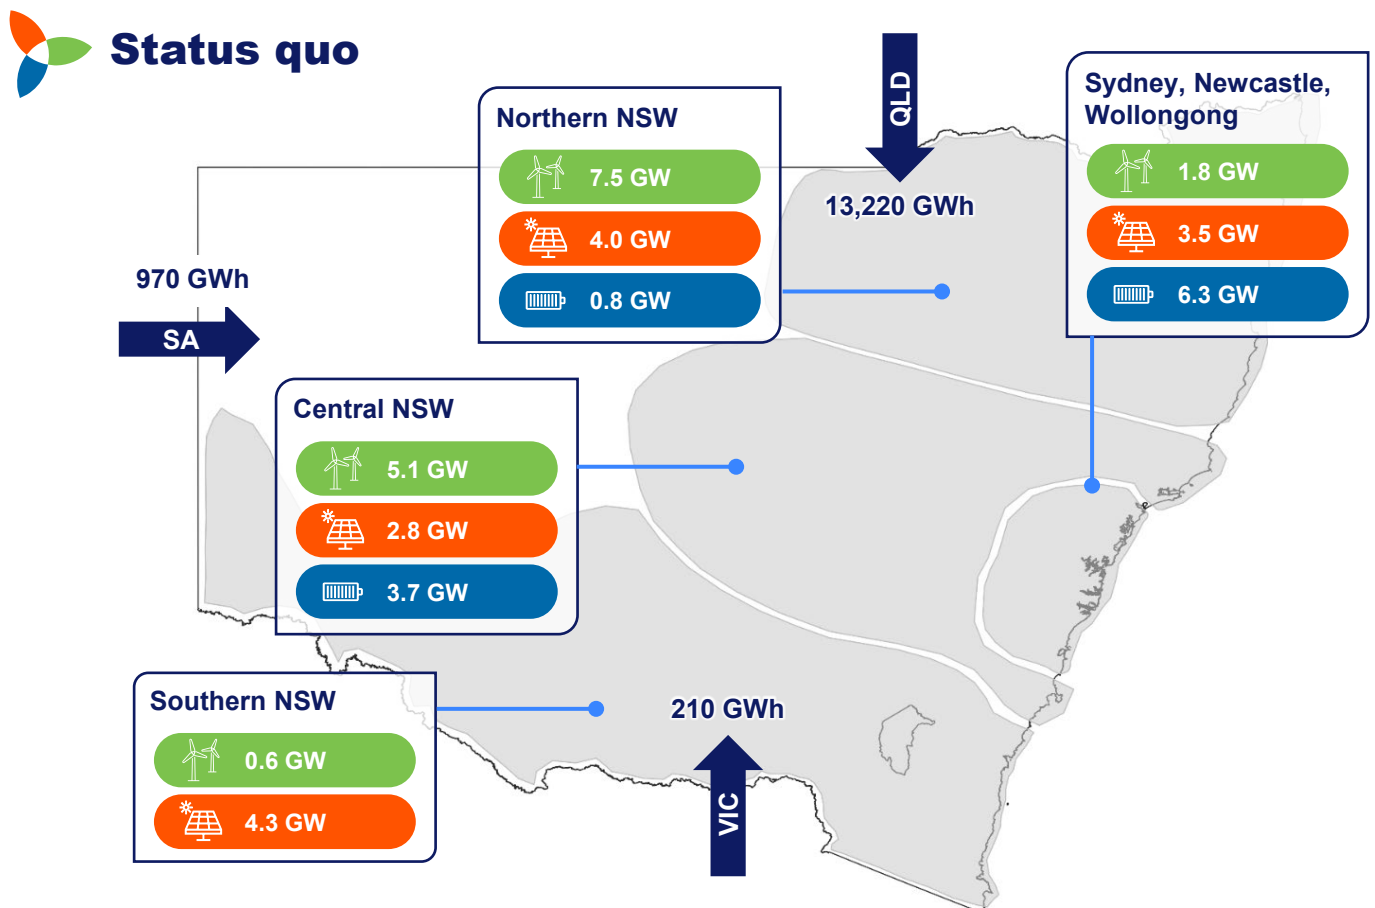 Status quo
QLD
Northern NSW
7.5 GW
4.0 GW
0.8 GW
13,220 GWh
Sydney, Newcastle,
Wollongong
1.8 GW
3.5 GW
6.3 GW
970 GWh
SA
Central NSW
5.1 GW
2.8 GW
3.7 GW
Southern NSW
0.6 GW
4.3 GW
210 GWh
VIC